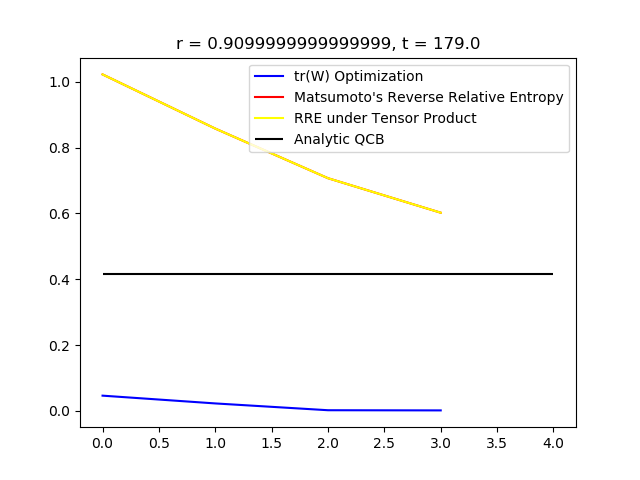 r = 0.9099999999999999, t = 179.0
tr(W) Optimization
Matsumoto's Reverse Relative Entropy
RRE under Tensor Product
Analytic QCB
1.0
0.8
0.6
0.4
0.2
0.0
0.0 0.5 1.0 1.5 2.0 2.5 3.0 3.5 4.0